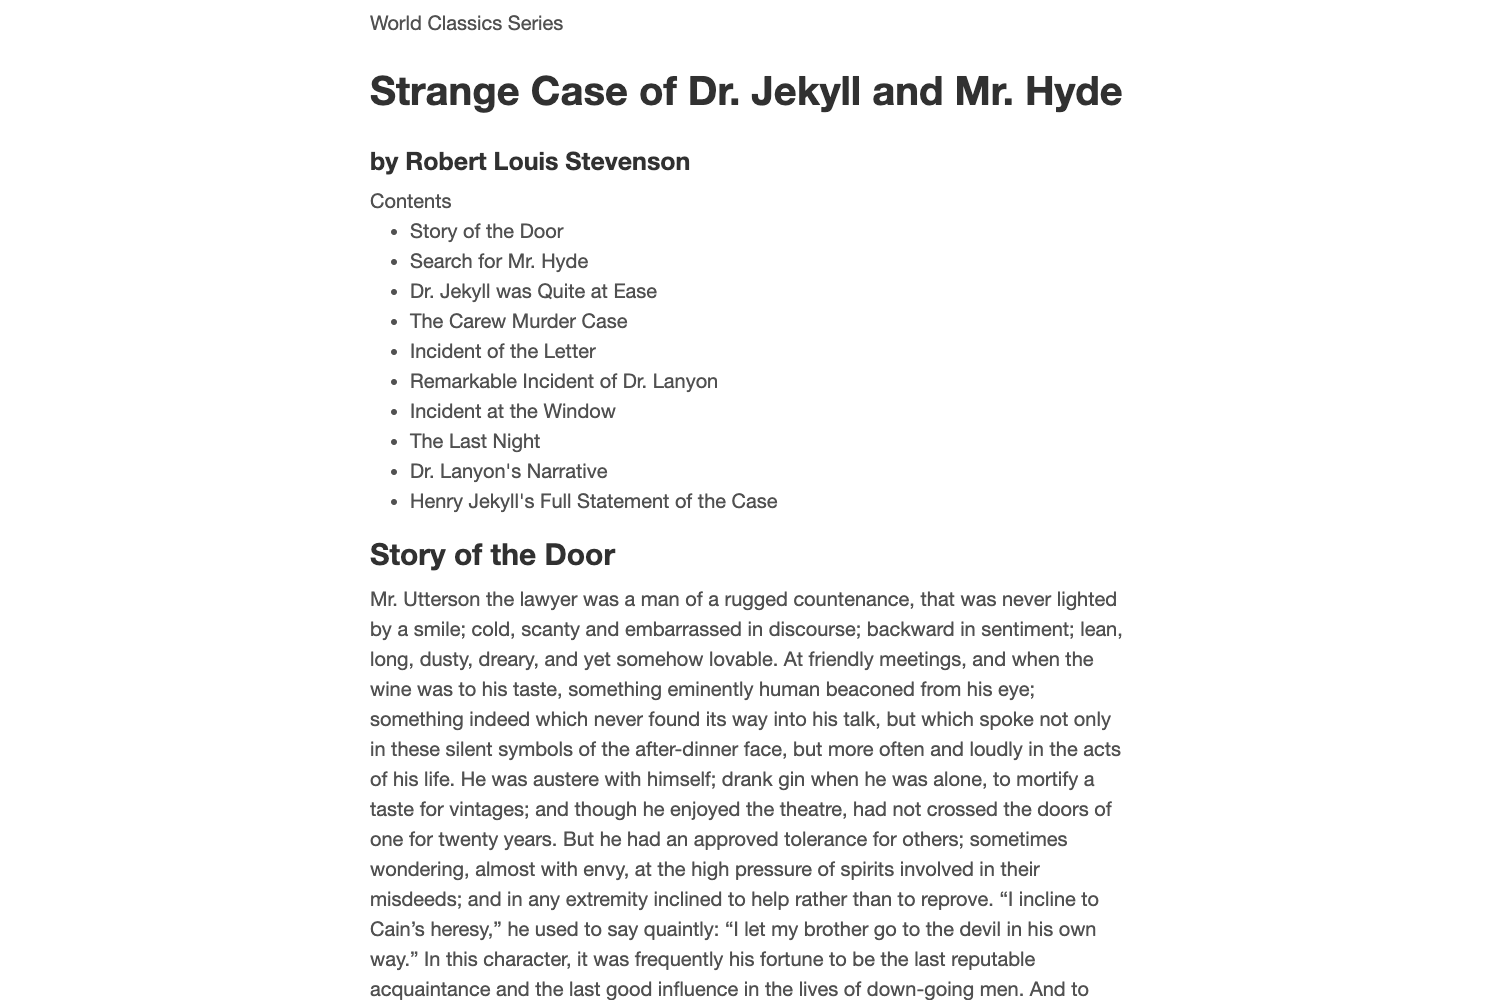 World Classics Series
Strange Case of Dr. Jekyll and Mr. Hyde
by Robert Louis Stevenson
Contents
• Story of the Door
• Search for Mr. Hyde
• Dr. Jekyll was Quite at Ease
• The Carew Murder Case
• Incident of the Letter
• Remarkable Incident of Dr. Lanyon
• Incident at the Window
• The Last Night
• Dr. Lanyon's Narrative
• Henry Jekyll's Full Statement of the Case
Story of the Door
Mr. Utterson the lawyer was a man of a rugged countenance, that was never lighted
by a smile; cold, scanty and embarrassed in discourse; backward in sentiment; lean,
long, dusty, dreary, and yet somehow lovable. At friendly meetings, and when the
wine was to his taste, something eminently human beaconed from his eye;
something indeed which never found its way into his talk, but which spoke not only
in these silent symbols of the after-dinner face, but more often and loudly in the acts
of his life. He was austere with himself; drank gin when he was alone, to mortify a
taste for vintages; and though he enjoyed the theatre, had not crossed the doors of
one for twenty years. But he had an approved tolerance for others; sometimes
wondering, almost with envy, at the high pressure of spirits involved in their
misdeeds; and in any extremity inclined to help rather than to reprove. “I incline to
Cain’s heresy,” he used to say quaintly: “I let my brother go to the devil in his own
way.” In this character, it was frequently his fortune to be the last reputable
acquaintance and the last good influence in the lives of down-going men. And to